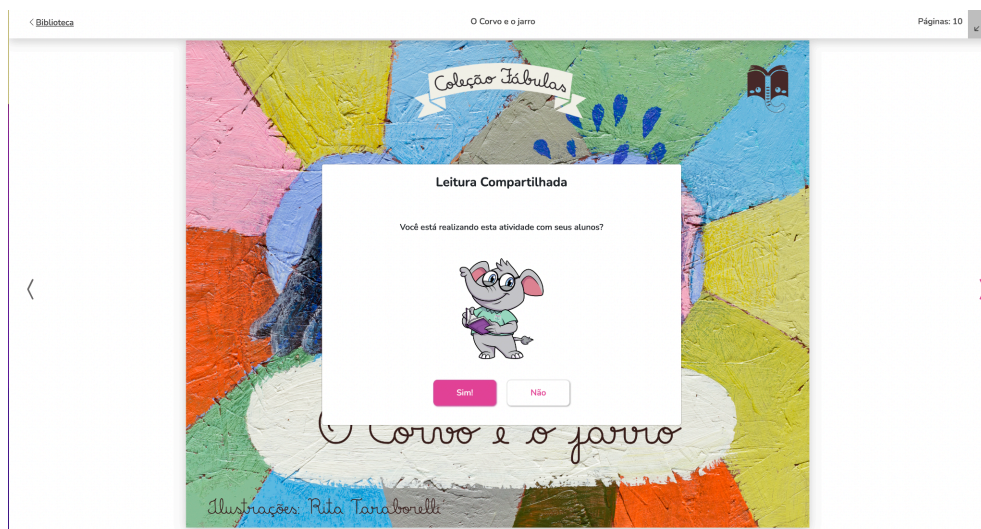 Biblioteca
O Corvo e o jarro
Páginas: 10
Coleção Fábulas
Leitura Compartilhada
Você está realizando esta atividade com seus alunos?
Sim!
Não
O Corvo e o jarro
Ilustrações: Rita Taraborelli